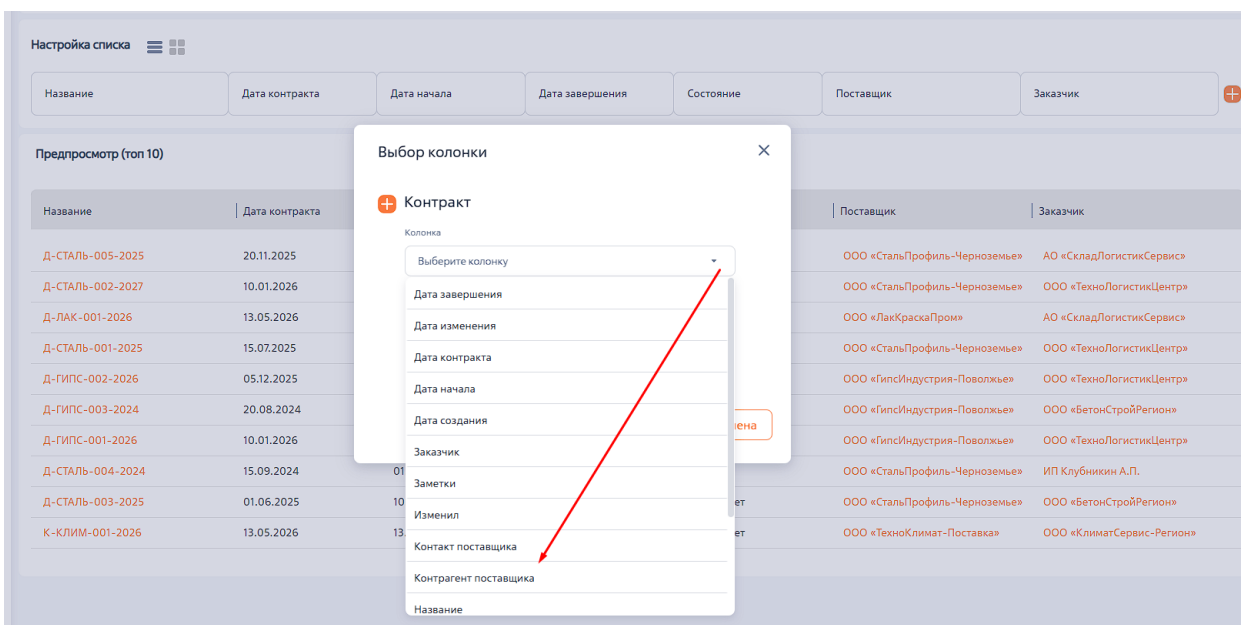 Настройка списка
Название Дата контракта Дата начала Дата завершения Состояние Поставщик Заказчик
Предпросмотр (топ 10)
Выбор колонки
Контракт
Колонка
Выберите колонку
Дата завершения
Дата изменения
Дата контракта
Дата начала
Дата создания
Заказчик
Заметки
Изменил
Контакт поставщика
Контрагент поставщика
Название
Название Дата контракта Поставщик Заказчик
Д-СТАЛЬ-005-2025 20.11.2025 ООО «СтальПрофиль-Черноземье» АО «СкладЛогистикСервис»
Д-СТАЛЬ-002-2027 10.01.2026 ООО «СтальПрофиль-Черноземье» ООО «ТехноЛогистикЦентр»
Д-ЛАК-001-2026 13.05.2026 ООО «ЛакКраскаПром» АО «СкладЛогистикСервис»
Д-СТАЛЬ-001-2025 15.07.2025 ООО «СтальПрофиль-Черноземье» ООО «ТехноЛогистикЦентр»
Д-ГИПС-002-2026 05.12.2025 ООО «ГипсИндустрия-Поволжье» ООО «ТехноЛогистикЦентр»
Д-ГИПС-003-2024 20.08.2024 ООО «ГипсИндустрия-Поволжье» ООО «БетонСтройРегион»
Д-ГИПС-001-2026 10.01.2026 ООО «ГипсИндустрия-Поволжье» ООО «ТехноЛогистикЦентр»
Д-СТАЛЬ-004-2024 15.09.2024 01 ООО «СтальПрофиль-Черноземье» ИП Клубникин А.П.
Д-СТАЛЬ-003-2025 01.06.2025 10 ет ООО «СтальПрофиль-Черноземье» ООО «БетонСтройРегион»
К-КЛИМ-001-2026 13.05.2026 13. ет ООО «ТехноКлимат-Поставка» ООО «КлиматСервис-Регион»